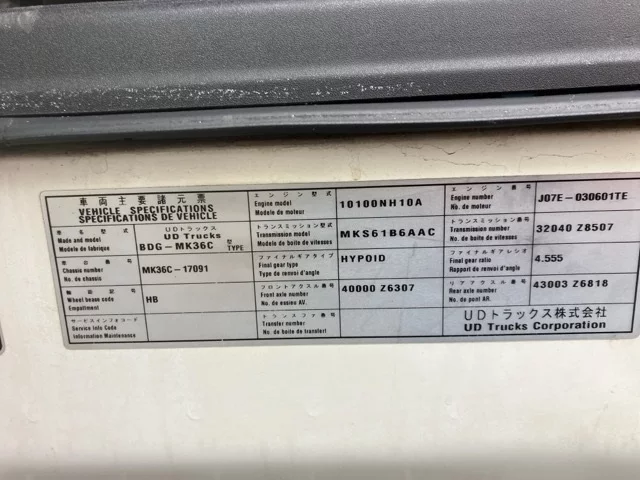 車両主要諸元票
VEHICLE SPECIFICATIONS
SPECIFICATIONS DE VEHICLE
車名型式
Made and model
Modele de fabrique
UDトラックス
UD Trucks
BDG-MK36C
型
TYPE
車台番号
Chassis number
No. de chassis
MK36C-17091
軸距記号
Wheel base code
Empattement
HB
サービスインフォコード
Service Info Code
Information Maintenance
エンジン型式
Engine model
Modele de moteur
10100NH10A
トランスミッション型式
Transmission model
Modele de boite de vitesses
MKS61B6AAC
ファイナルギアタイプ
Final gear type
Type de renvoi d'angle
HYPOID
フロントアクスル番号
Front axle number
No. de essieu AV.
40000 Z6307
トランスファ番号
Transfer number
No. de boite de transfert
エンジン番号
Engine number
No. de moteur
J07E-030601TE
トランスミッション番号
Transmission number
No. de boite de vitesses
32040 Z8507
ファイナルギアレシオ
Final gear ratio
Rapport de renvoi d'angle
4.555
リアアクスル番号
Rear axle number
No. de pont AR.
43003 Z6818
UDトラックス株式会社
UD Trucks Corporation